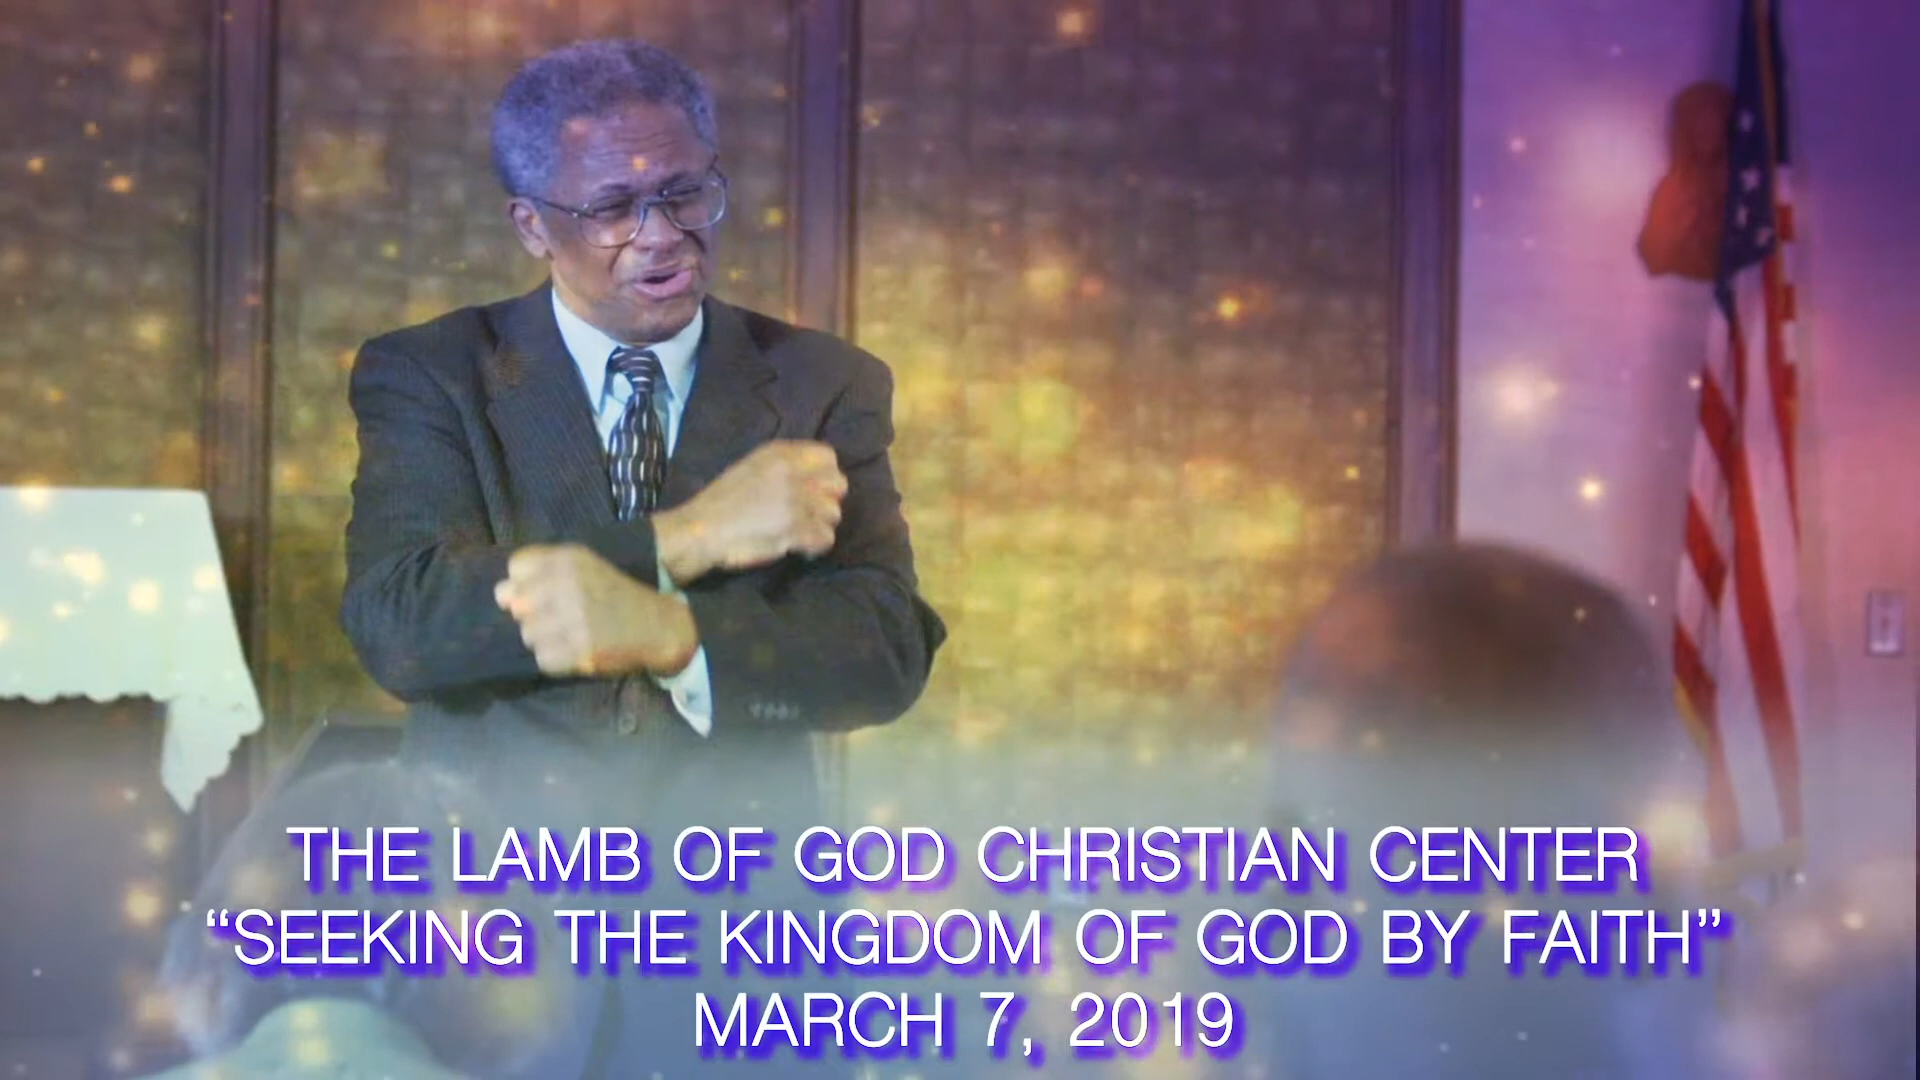 THE LAMB OF GOD CHRISTIAN CENTER
“SEEKING THE KINGDOM OF GOD BY FAITH”
MARCH 7, 2019